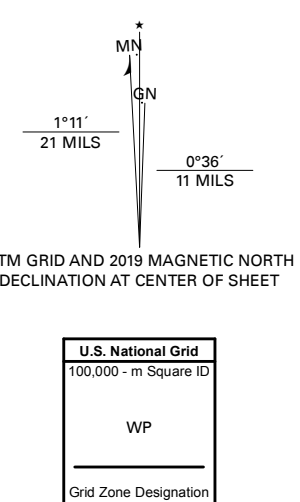 MN
GN
1°11´
21 MILS
0°36´
11 MILS
TM GRID AND 2019 MAGNETIC NORTH
DECLINATION AT CENTER OF SHEET
U.S. National Grid
100,000 - m Square ID
WP
Grid Zone Designation